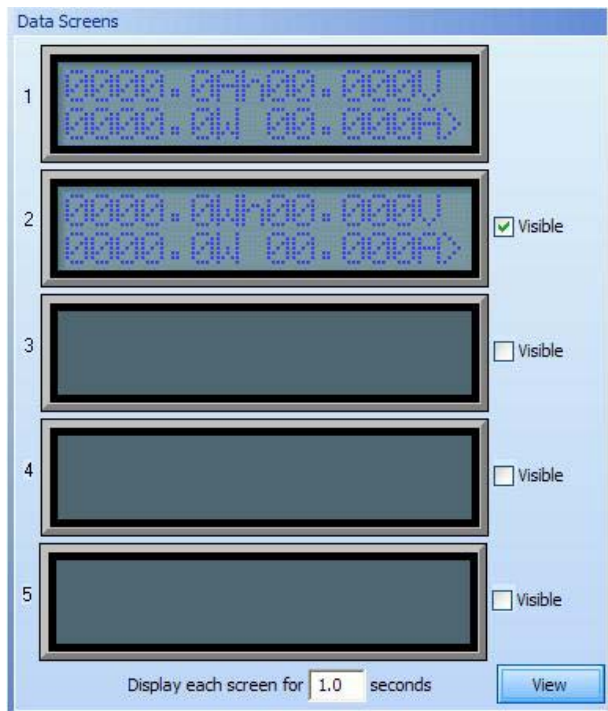 Data Screens
1
0000.0Ah00.000V
0000.0W 00.000A>
2
0000.0Wh00.000V
0000.0W 00.000A>
Visible
3
Visible
4
Visible
5
Visible
Display each screen for 1.0 seconds
View